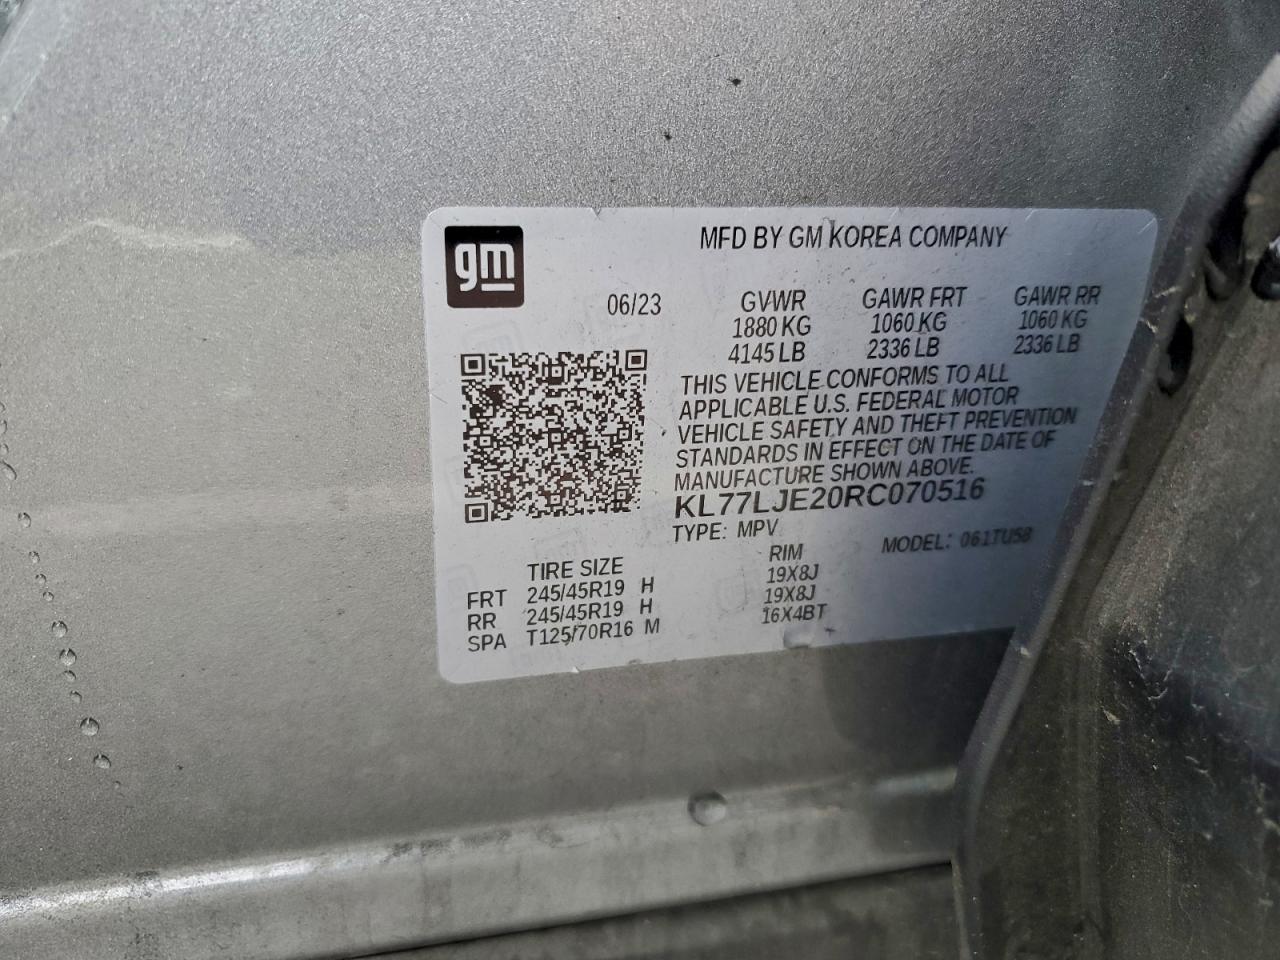 gm
MFD BY GM KOREA COMPANY
06/23 GVWR GAWR FRT GAWR RR
1880 KG 1060 KG 1060 KG
4145 LB 2336 LB 2336 LB
THIS VEHICLE CONFORMS TO ALL
APPLICABLE U.S. FEDERAL MOTOR
VEHICLE SAFETY AND THEFT PREVENTION
STANDARDS IN EFFECT ON THE DATE OF
MANUFACTURE SHOWN ABOVE.
KL77LJE20RC070516
TYPE: MPV MODEL: 061TU58
TIRE SIZE RIM
FRT 245/45R19 H 19X8J
RR 245/45R19 H 19X8J
SPA T125/70R16 M 16X4BT